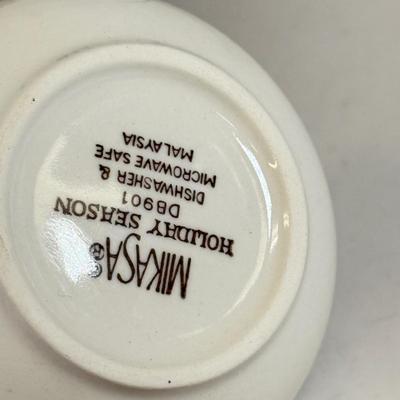 MIKASA®
HOLIDAY SEASON
DB901
DISHWASHER &
MICROWAVE SAFE
MALAYSIA